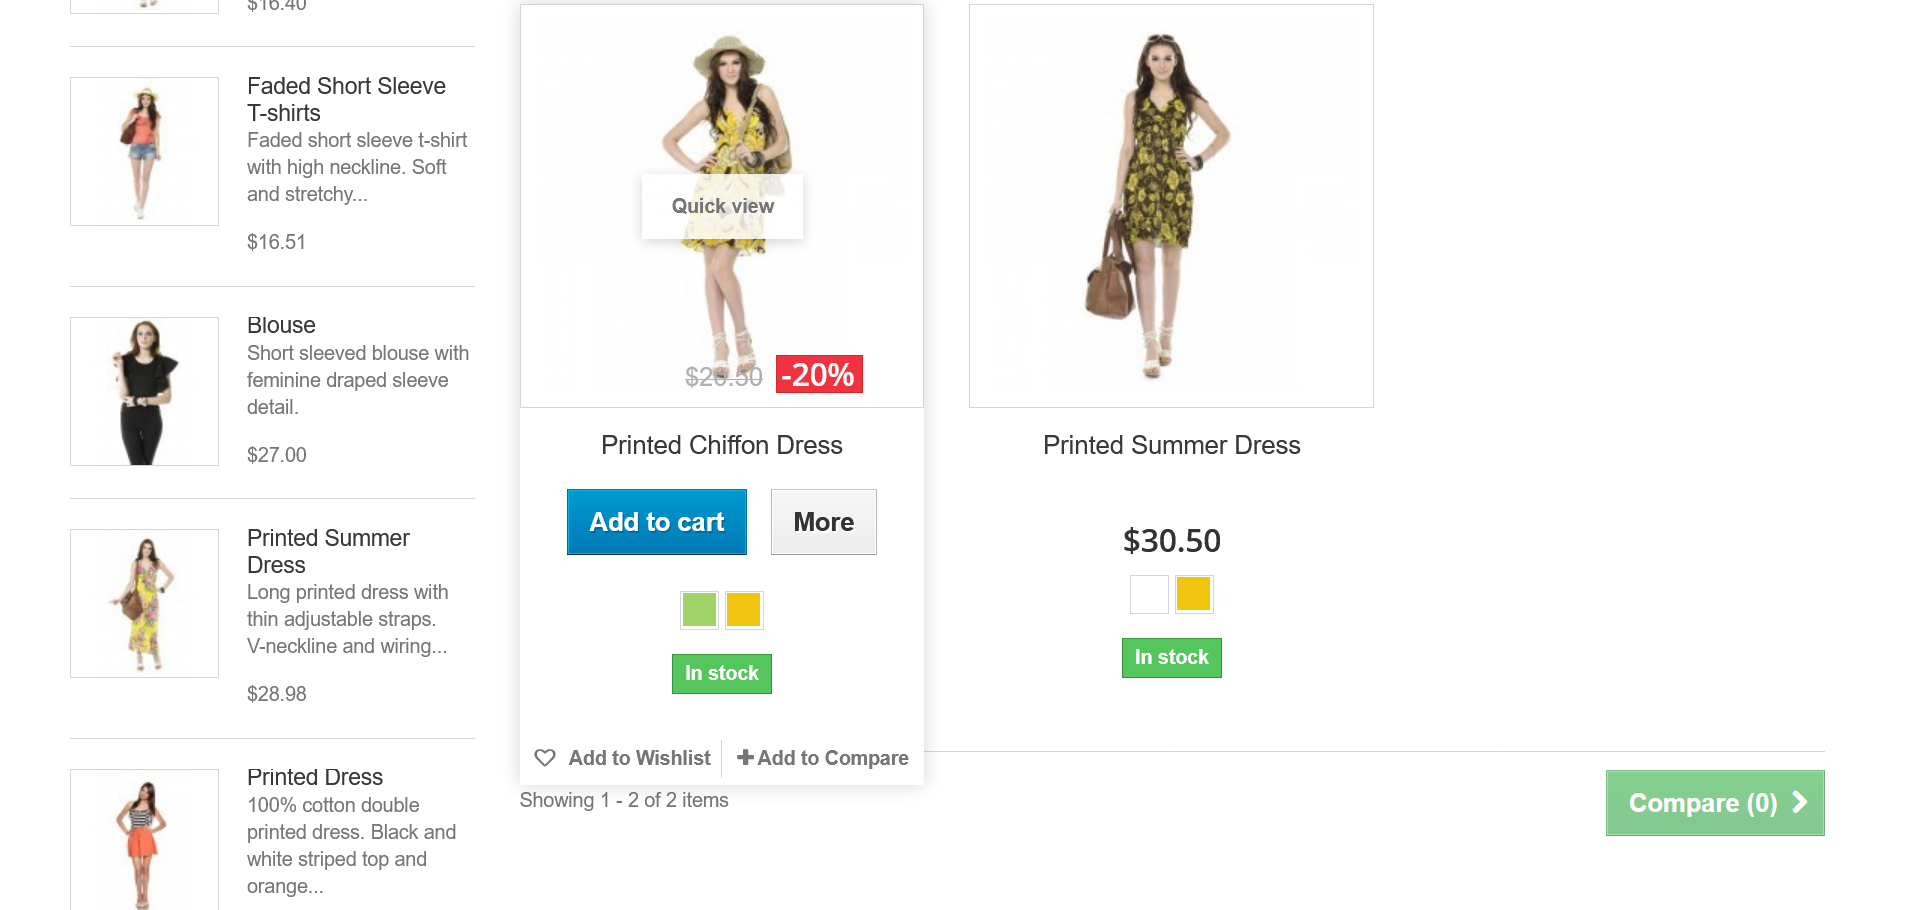 $16.40
Faded Short Sleeve
T-shirts
Faded short sleeve t-shirt
with high neckline. Soft
and stretchy...
$16.51
Blouse
Short sleeved blouse with
feminine draped sleeve
detail.
$27.00
Printed Summer
Dress
Long printed dress with
thin adjustable straps.
V-neckline and wiring...
$28.98
Printed Dress
100% cotton double
printed dress. Black and
white striped top and
orange...
Quick view
$20.50 -20%
Printed Chiffon Dress
Add to cart More
In stock
Add to Wishlist Add to Compare
Printed Summer Dress
$30.50
In stock
Showing 1 - 2 of 2 items
Compare (0)